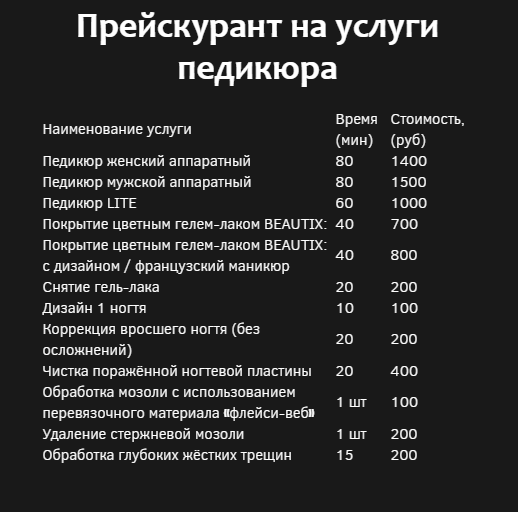 Прейскурант на услуги
педикюра
Наименование услуги Время (мин) Стоимость, (руб)
Педикюр женский аппаратный 80 1400
Педикюр мужской аппаратный 80 1500
Педикюр LITE 60 1000
Покрытие цветным гелем-лаком BEAUTIX: 40 700
Покрытие цветным гелем-лаком BEAUTIX:
с дизайном / французский маникюр 40 800
Снятие гель-лака 20 200
Дизайн 1 ногтя 10 100
Коррекция вросшего ногтя (без
осложнений) 20 200
Чистка поражённой ногтевой пластины 20 400
Обработка мозоли с использованием
перевязочного материала «флейси-веб» 1 шт 100
Удаление стержневой мозоли 1 шт 200
Обработка глубоких жёстких трещин 15 200